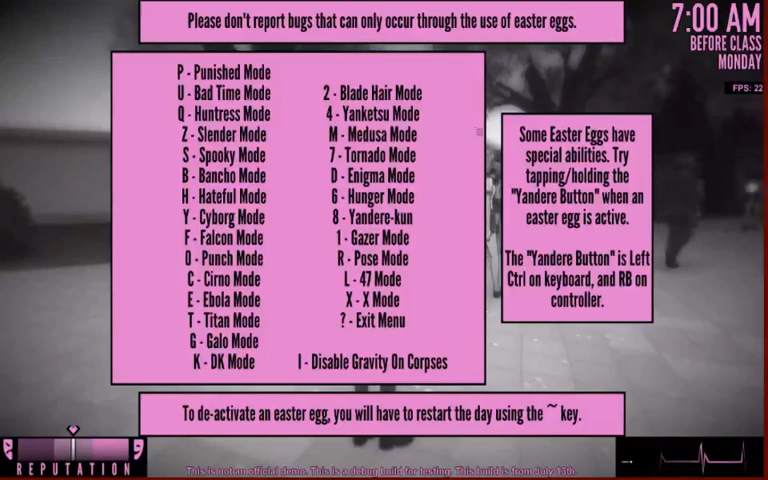 Please don't report bugs that can only occur through the use of easter eggs.
7:00 AM
BEFORE CLASS
MONDAY
FPS: 22
P - Punished Mode
U - Bad Time Mode
Q - Huntress Mode
Z - Slender Mode
S - Spooky Mode
B - Bancho Mode
H - Hateful Mode
Y - Cyborg Mode
F - Falcon Mode
O - Punch Mode
C - Cirno Mode
E - Ebola Mode
T - Titan Mode
G - Galo Mode
K - DK Mode
2 - Blade Hair Mode
4 - Yanketsu Mode
M - Medusa Mode
7 - Tornado Mode
D - Enigma Mode
6 - Hunger Mode
8 - Yandere-kun
1 - Gazer Mode
R - Pose Mode
L - 47 Mode
X - X Mode
? - Exit Menu
I - Disable Gravity On Corpses
Some Easter Eggs have
special abilities. Try
tapping/holding the
"Yandere Button" when an
easter egg is active.
The "Yandere Button" is Left
Ctrl on keyboard, and RB on
controller.
To de-activate an easter egg, you will have to restart the day using the ~ key.
REPUTATION
This is not an official demo. This is a debug build for testing. This build is from July 13th.